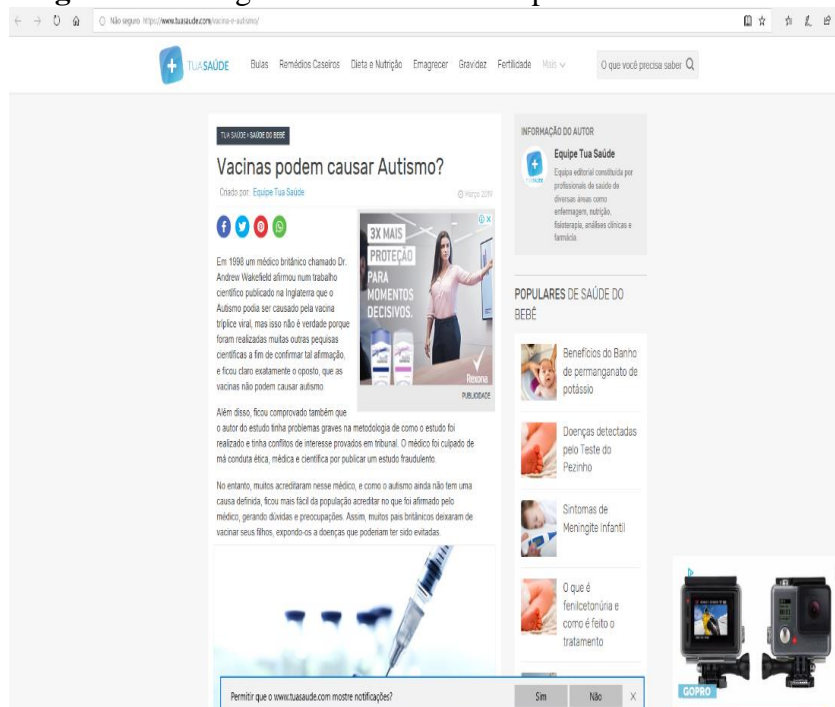 Não seguro https://www.tuasaude.com/vacina-e-autismo/
TUASAÚDE
Bulas Remédios Caseiros Dieta e Nutrição Emagrecer Gravidez Fertilidade Mais
O que você precisa saber
TUA SAÚDE › SAÚDE DO BEBÊ
Vacinas podem causar Autismo?
Criado por: Equipe Tua Saúde
Março 2019
3X MAIS
PROTEÇÃO
PARA
MOMENTOS
DECISIVOS.
Rexona
PUBLICIDADE
Em 1998 um médico britânico chamado Dr.
Andrew Wakefield afirmou num trabalho
científico publicado na Inglaterra que o
Autismo podia ser causado pela vacina
tríplice viral, mas isso não é verdade porque
foram realizadas muitas outras pesquisas
científicas a fim de confirmar tal afirmação,
e ficou claro exatamente o oposto, que as
vacinas não podem causar autismo.
Além disso, ficou comprovado também que
o autor do estudo tinha problemas graves na metodologia de como o estudo foi
realizado e tinha conflitos de interesse provados em tribunal. O médico foi culpado de
má conduta ética, médica e científica por publicar um estudo fraudulento.
No entanto, muitos acreditaram nesse médico, e como o autismo ainda não tem uma
causa definida, ficou mais fácil da população acreditar no que foi afirmado pelo
médico, gerando dúvidas e preocupações. Assim, muitos pais britânicos deixaram de
vacinar seus filhos, expondo-os a doenças que poderiam ter sido evitadas.
INFORMAÇÃO DO AUTOR
Equipe Tua Saúde
Equipa editorial constituída por
profissionais de saúde de
diversas áreas como
enfermagem, nutrição,
fisioterapia, análises clínicas e
farmácia.
POPULARES DE SAÚDE DO
BEBÊ
Benefícios do Banho
de permanganato de
potássio
Doenças detectadas
pelo Teste do
Pezinho
Sintomas de
Meningite Infantil
O que é
fenilcetonúria e
como é feito o
tratamento
GOPRO
Permitir que o www.tuasaude.com mostre notificações?
Sim Não X